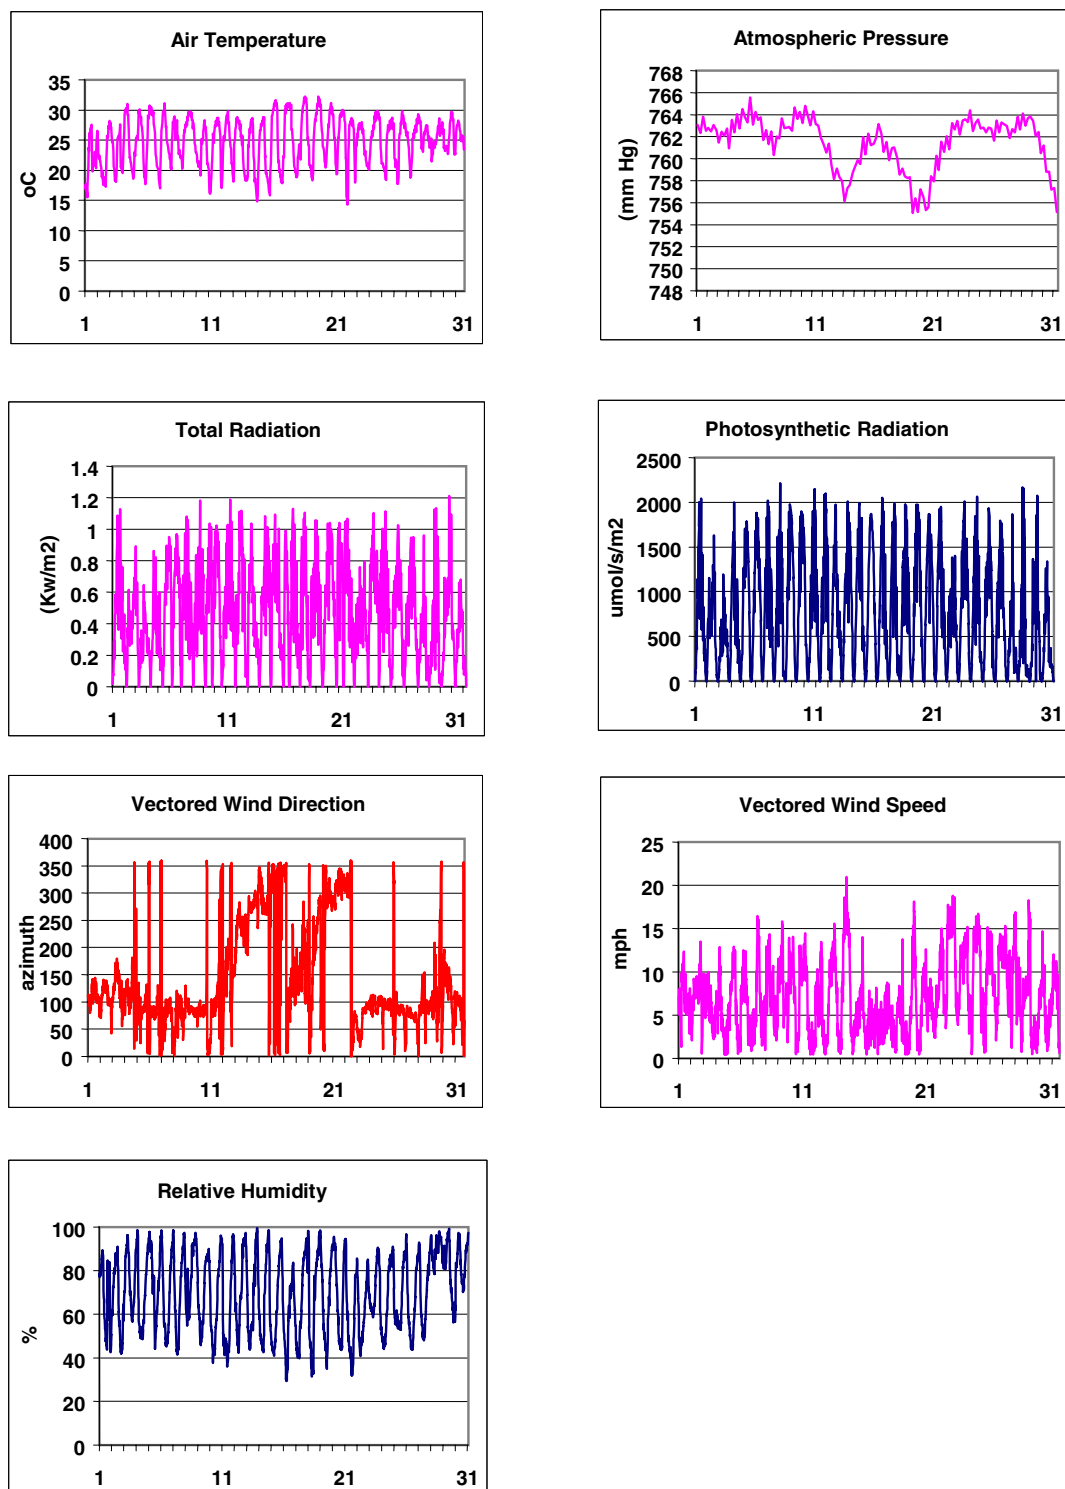 Air Temperature
35
30
25
20
15
10
5
0
oC
1 11 21 31
Atmospheric Pressure
768
766
764
762
760
758
756
754
752
750
748
(mm Hg)
1 11 21 31
Total Radiation
1.4
1.2
1
0.8
0.6
0.4
0.2
0
(Kw/m2)
1 11 21 31
Photosynthetic Radiation
2500
2000
1500
1000
500
0
umol/s/m2
1 11 21 31
Vectored Wind Direction
400
350
300
250
200
150
100
50
0
azimuth
1 11 21 31
Vectored Wind Speed
25
20
15
10
5
0
mph
1 11 21 31
Relative Humidity
100
80
60
40
20
0
%
1 11 21 31